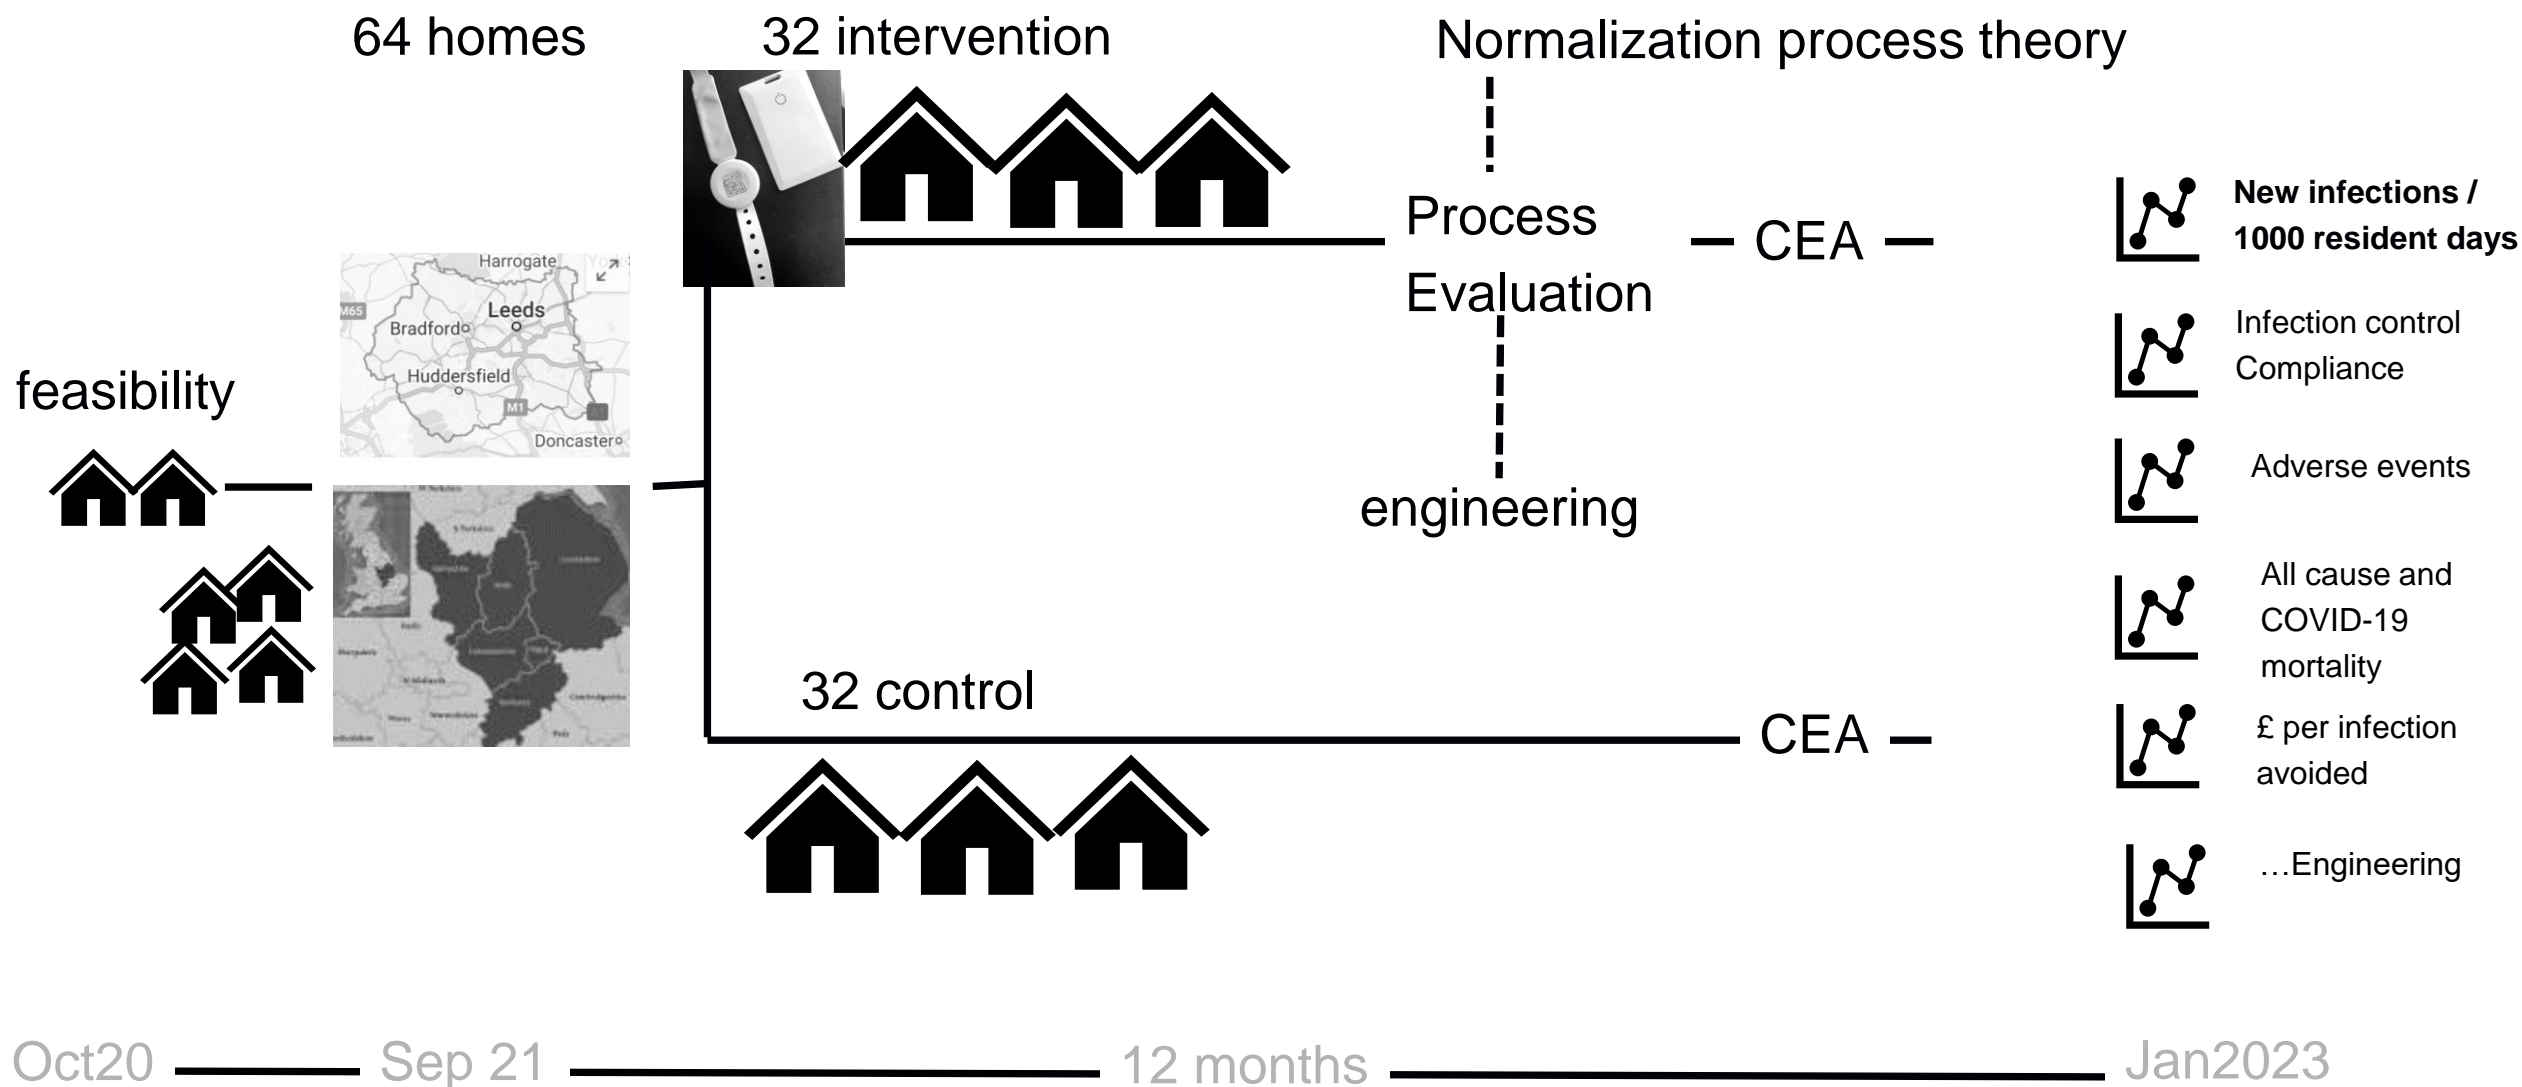 64 homes
32 intervention
Normalization process theory
Process
Evaluation
CEA
New infections /
1000 resident days
Infection control
Compliance
Adverse events
All cause and
COVID-19
mortality
£ per infection
avoided
…Engineering
feasibility
Harrogate
M65
Leeds
Bradford
Huddersfield
M1
Doncaster
engineering
32 control
CEA
Oct20
Sep 21
12 months
Jan2023